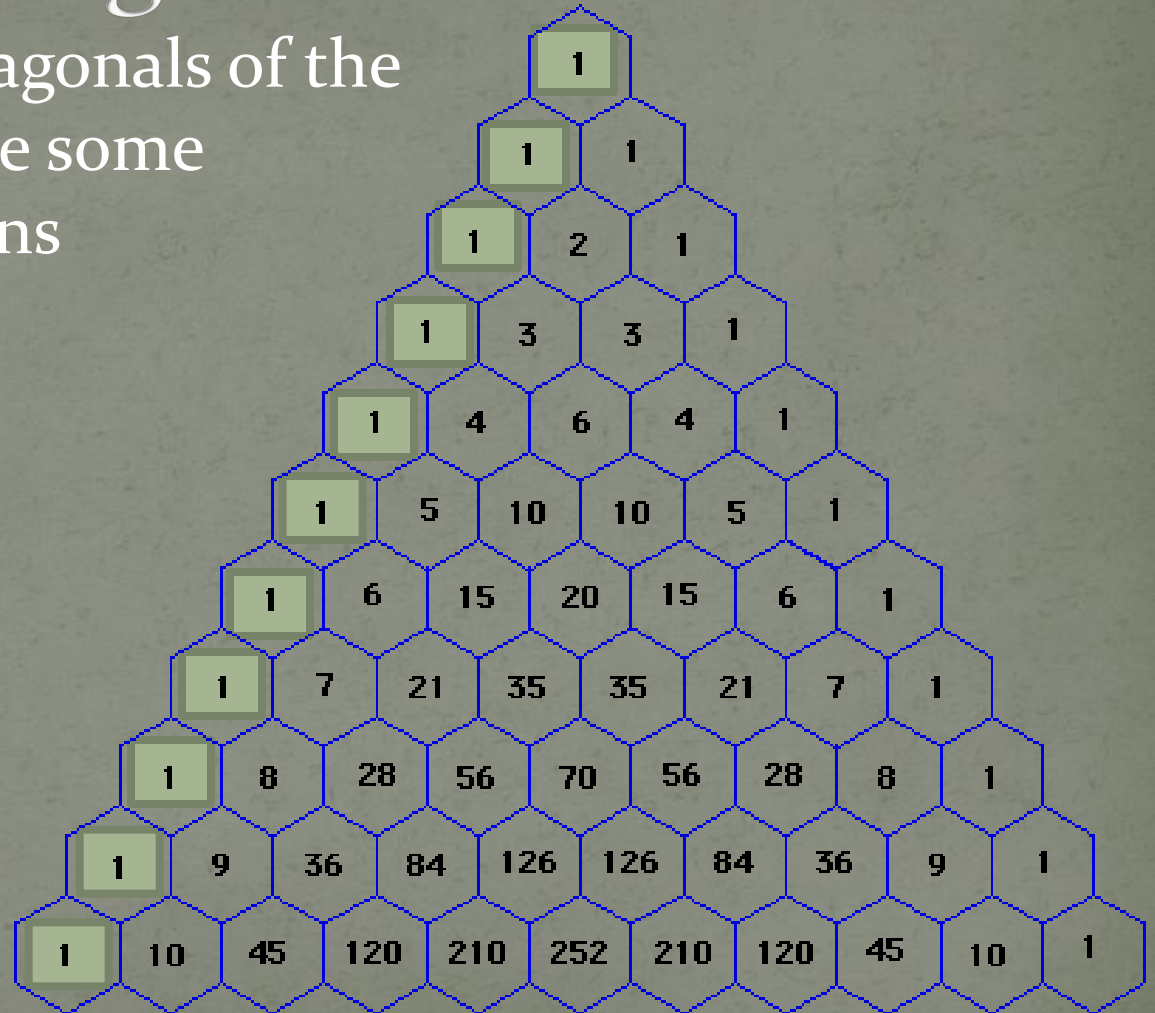 g
agonals of the
e some
ns
1
1 1
1 2 1
1 3 3 1
1 4 6 4 1
1 5 10 10 5 1
1 6 15 20 15 6 1
1 7 21 35 35 21 7 1
1 8 28 56 70 56 28 8 1
1 9 36 84 126 126 84 36 9 1
1 10 45 120 210 252 210 120 45 10 1